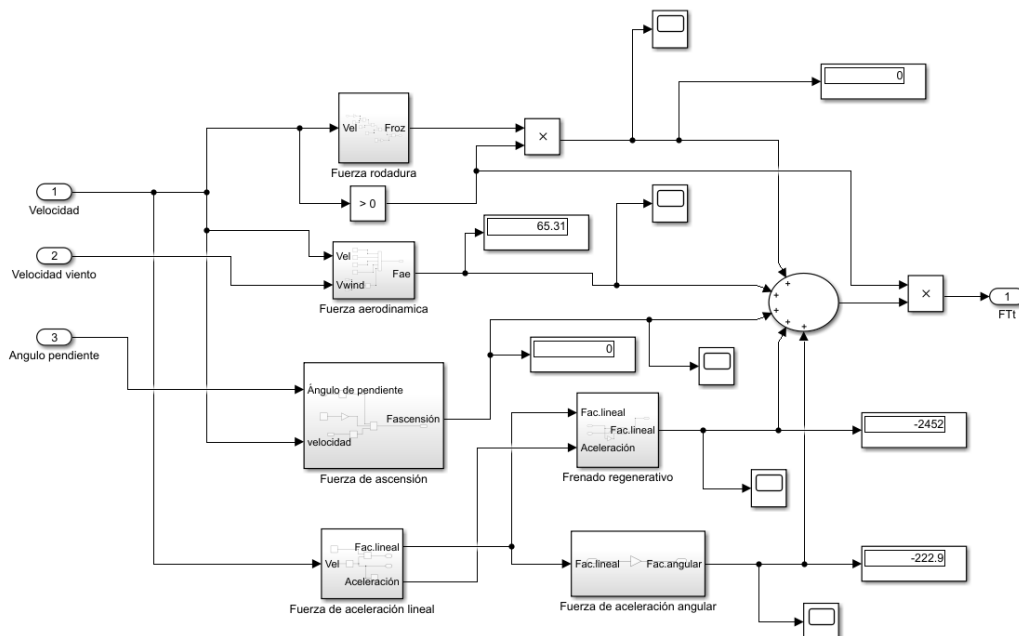 0
Vel
Froz
×
Fuerza rodadura
1
Velocidad
> 0
65.31
2
Velocidad viento
Vel
Vwind
Fae
Fuerza aerodinamica
+
+
+
+
+
×
1
FTt
3
Angulo pendiente
0
Ángulo de pendiente
Fascensión
velocidad
Fuerza de ascensión
Fac.lineal
Fac.lineal
Aceleración
Frenado regenerativo
-2452
Fac.lineal
Vel
Aceleración
Fuerza de aceleración lineal
Fac.lineal
Fac.angular
Fuerza de aceleración angular
-222.9